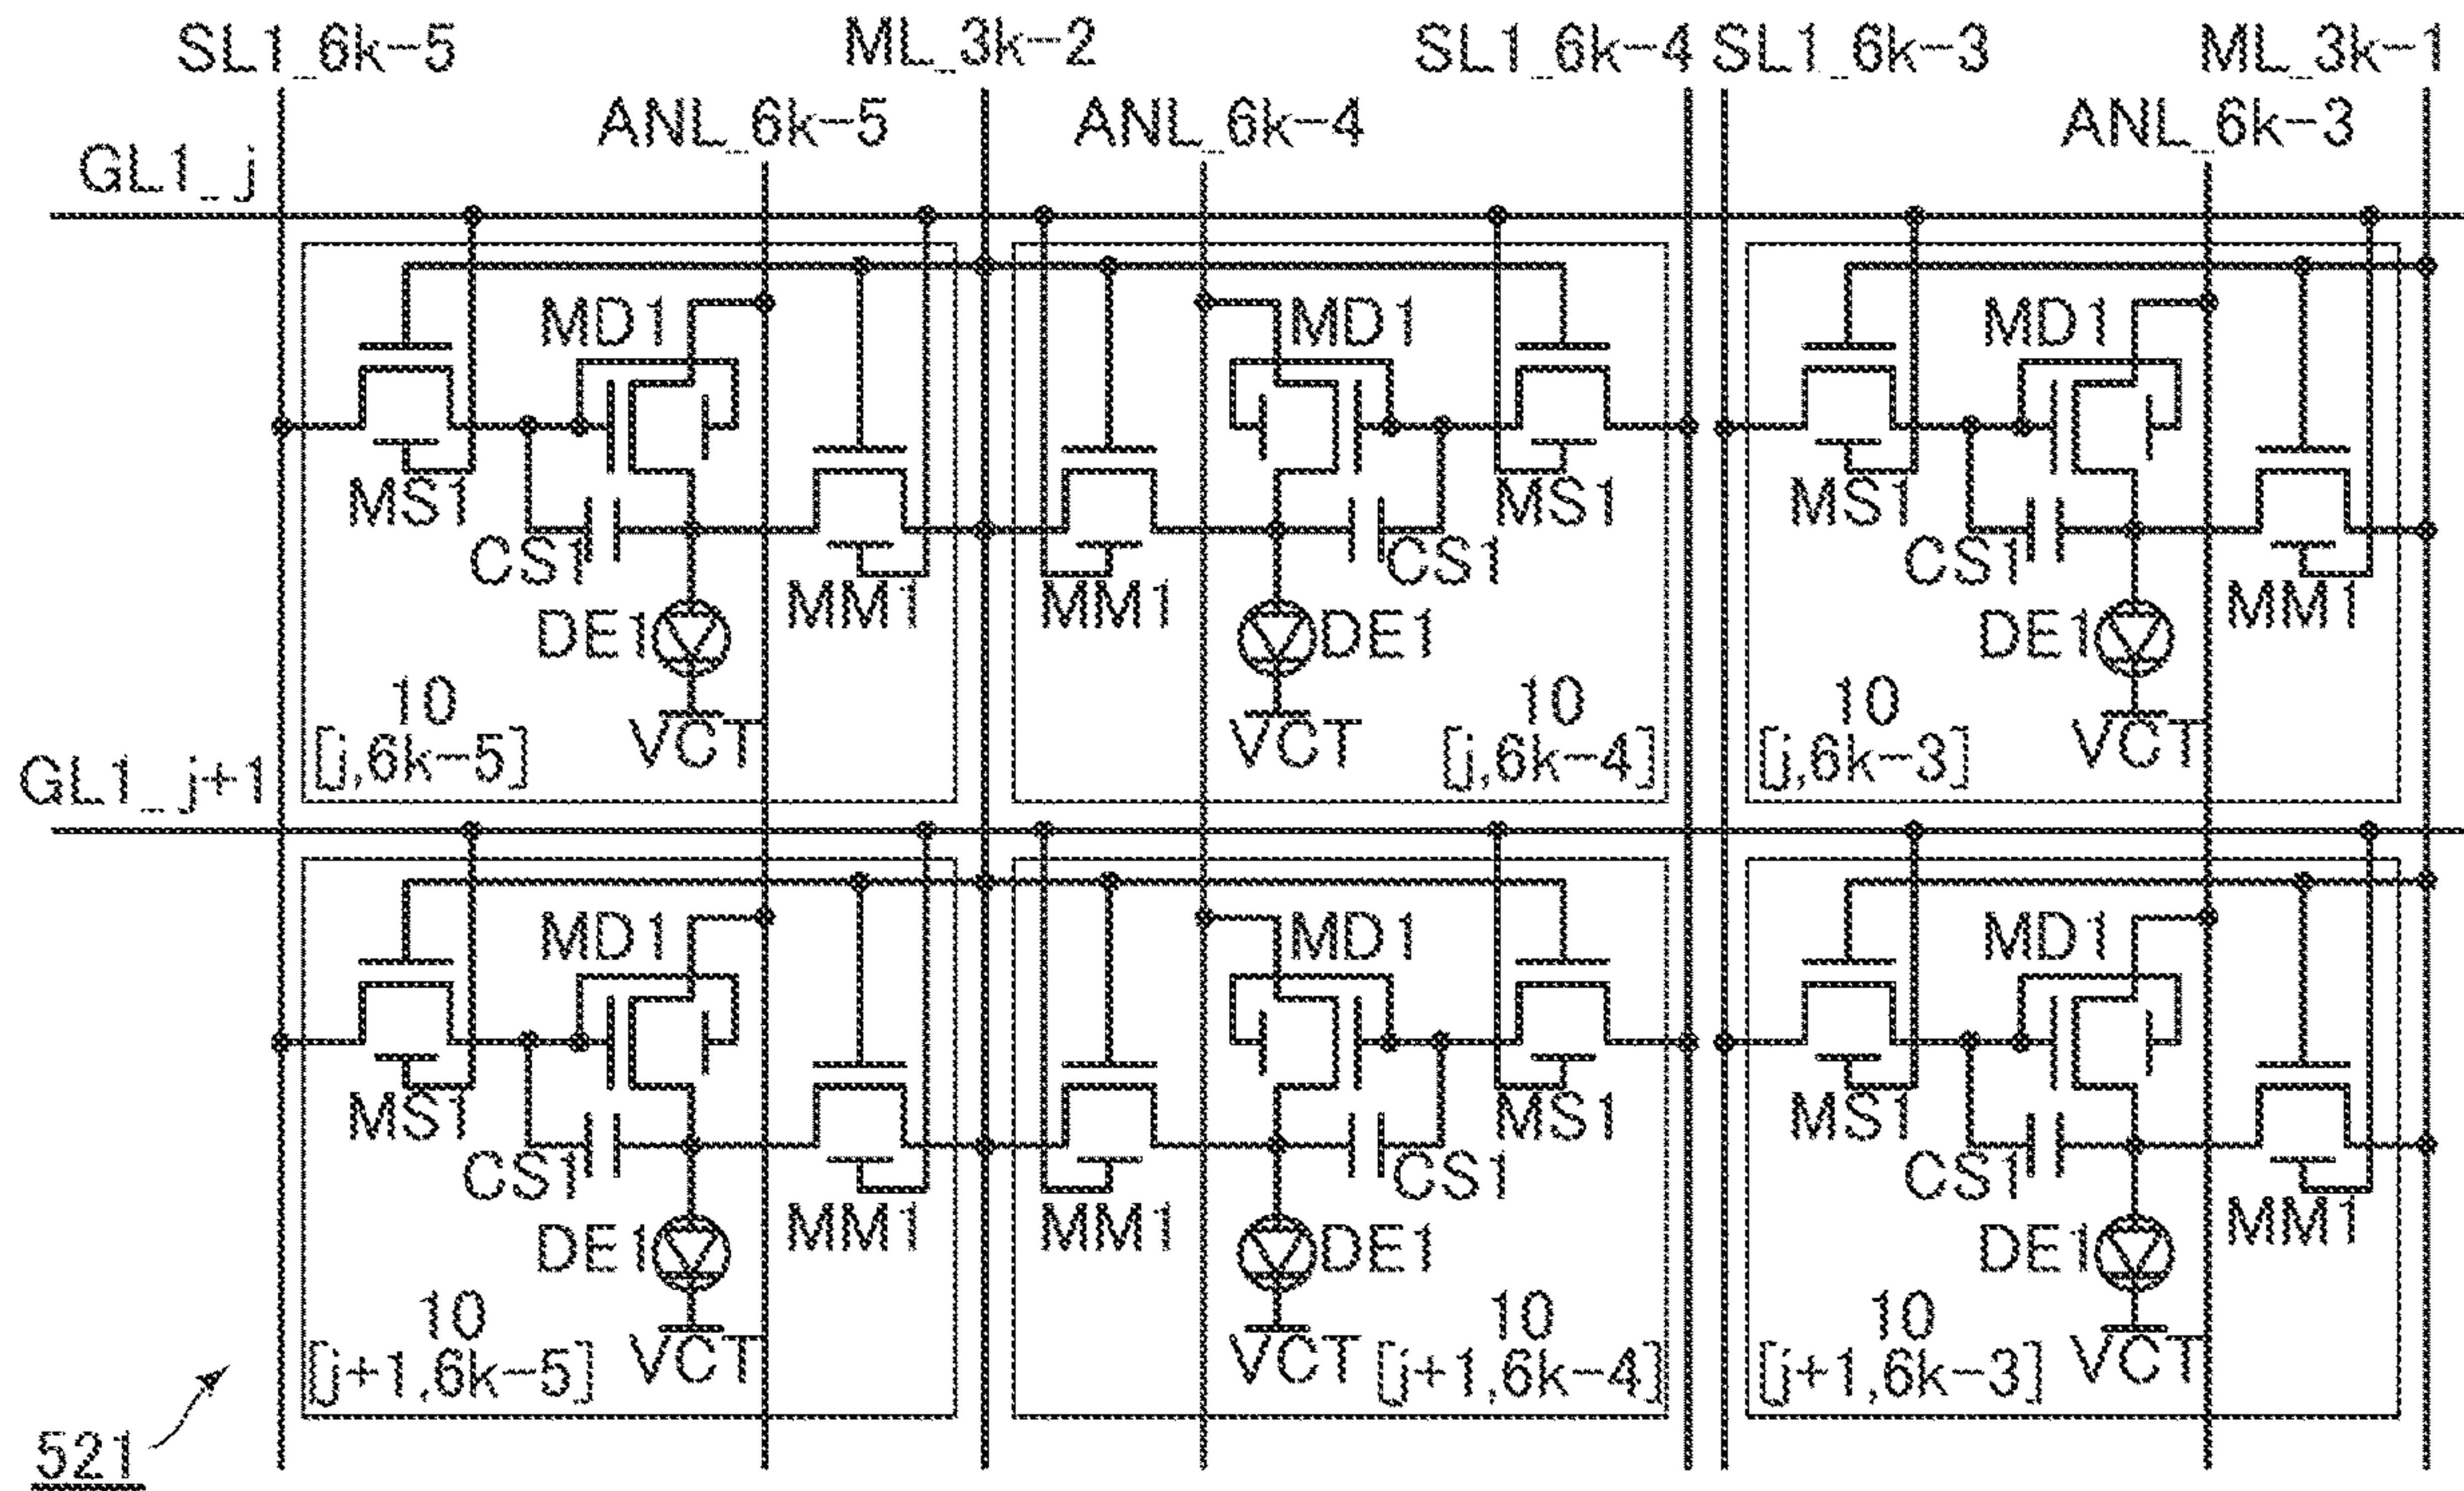 SL1_6k-5 ML_3k-2 SL1_6k-4 SL1_6k-3 ML_3k-1
ANL_6k-5 ANL_6k-4 ANL_6k-3
GL1_j
MD1 MD1 MD1
MS1 MS1 MS1
CS1 CS1 CS1
MM1 MM1 MM1
DE1 DE1 DE1
10 10 10
[j,6k-5] VCT VCT [j,6k-4] [j,6k-3] VCT
GL1_j+1
MD1 MD1 MD1
MS1 MS1 MS1
CS1 CS1 CS1
MM1 MM1 MM1
DE1 DE1 DE1
10 10 10
[j+1,6k-5] VCT VCT [j+1,6k-4] [j+1,6k-3] VCT
521